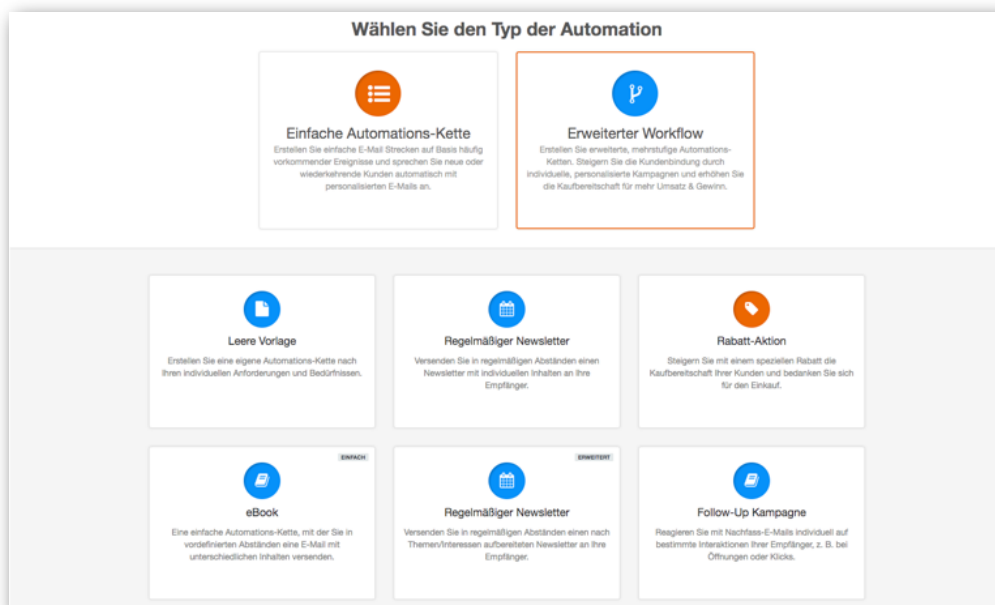 Wählen Sie den Typ der Automation
Einfache Automations-Kette
Erstellen Sie einfache E-Mail Strecken auf Basis häufig
vorkommender Ereignisse und sprechen Sie neue oder
wiederkehrende Kunden automatisch mit
personalisierten E-Mails an.
Erweiterter Workflow
Erstellen Sie erweiterte, mehrstufige Automations-
Ketten. Steigern Sie die Kundenbindung durch
individuelle, personalisierte Kampagnen und erhöhen Sie
die Kaufbereitschaft für mehr Umsatz & Gewinn.
Leere Vorlage
Erstellen Sie eine eigene Automations-Kette nach
Ihren individuellen Anforderungen und Bedürfnissen.
Regelmäßiger Newsletter
Versenden Sie in regelmäßigen Abständen einen
Newsletter mit individuellen Inhalten an Ihre
Empfänger.
Rabatt-Aktion
Steigern Sie mit einem speziellen Rabatt die
Kaufbereitschaft Ihrer Kunden und bedanken Sie sich
für den Einkauf.
EINFACH
eBook
Eine einfache Automations-Kette, mit der Sie in
vordefinierten Abständen eine E-Mail mit
unterschiedlichen Inhalten versenden.
ERWEITERT
Regelmäßiger Newsletter
Versenden Sie in regelmäßigen Abständen einen nach
Themen/Interessen aufbereiteten Newsletter an Ihre
Empfänger.
Follow-Up Kampagne
Reagieren Sie mit Nachfass-E-Mails individuell auf
bestimmte Interaktionen Ihrer Empfänger, z. B. bei
Öffnungen oder Klicks.